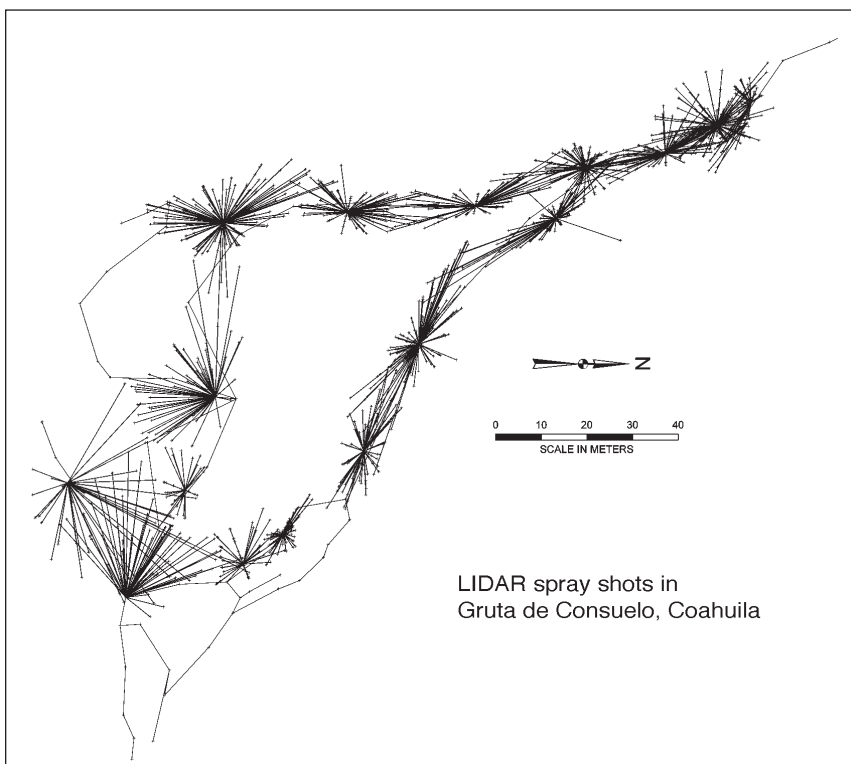 N
0 10 20 30 40
SCALE IN METERS
LIDAR spray shots in
Gruta de Consuelo, Coahuila